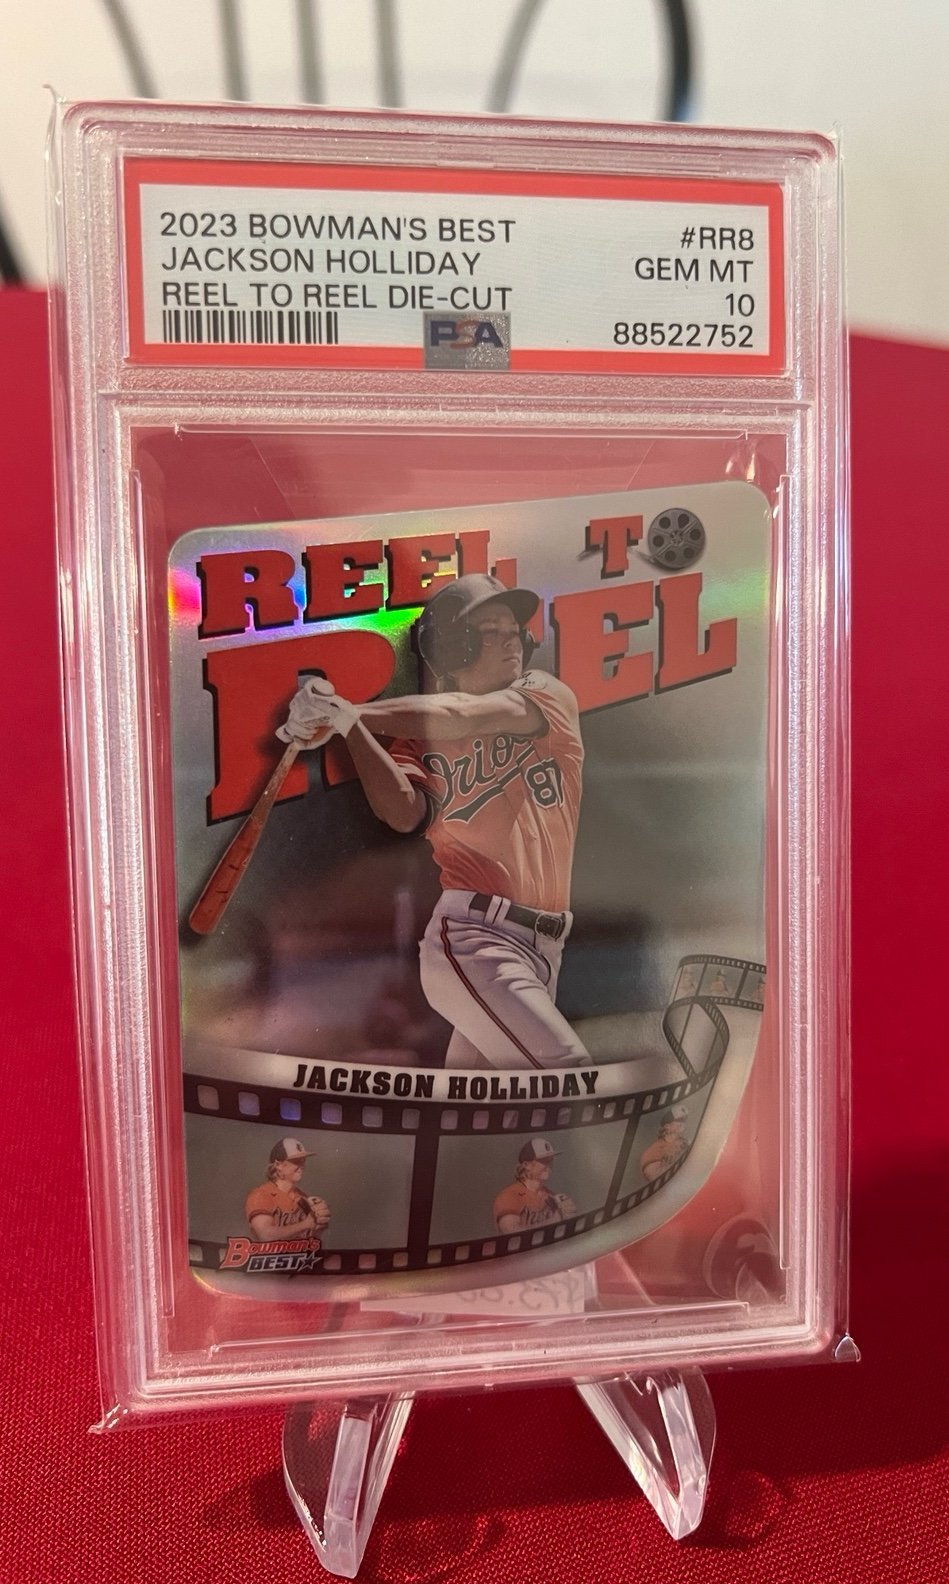 2023 BOWMAN'S BEST #RR8
JACKSON HOLLIDAY GEM MT
REEL TO REEL DIE-CUT 10
PSA 88522752
REEL TO
REEL
Orio
87
JACKSON HOLLIDAY
Bowman's
BEST